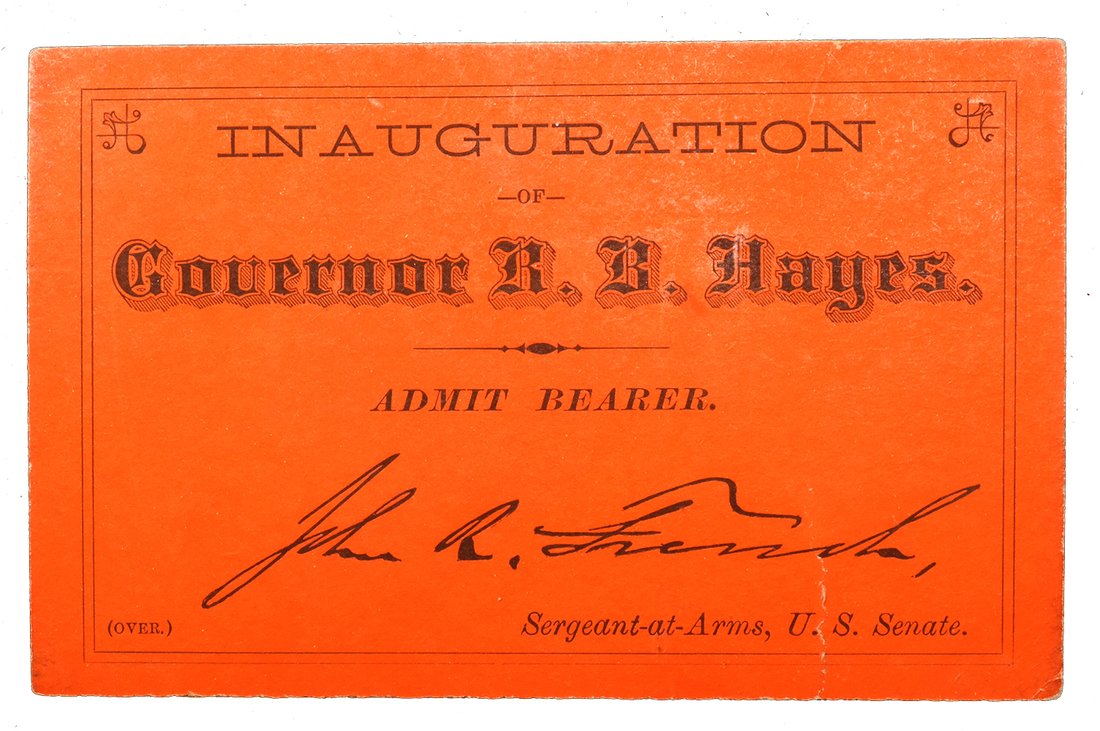 INAUGURATION
—OF—
Governor R. B. Hayes.
ADMIT BEARER.
John R. French,
(OVER.)
Sergeant-at-Arms, U. S. Senate.